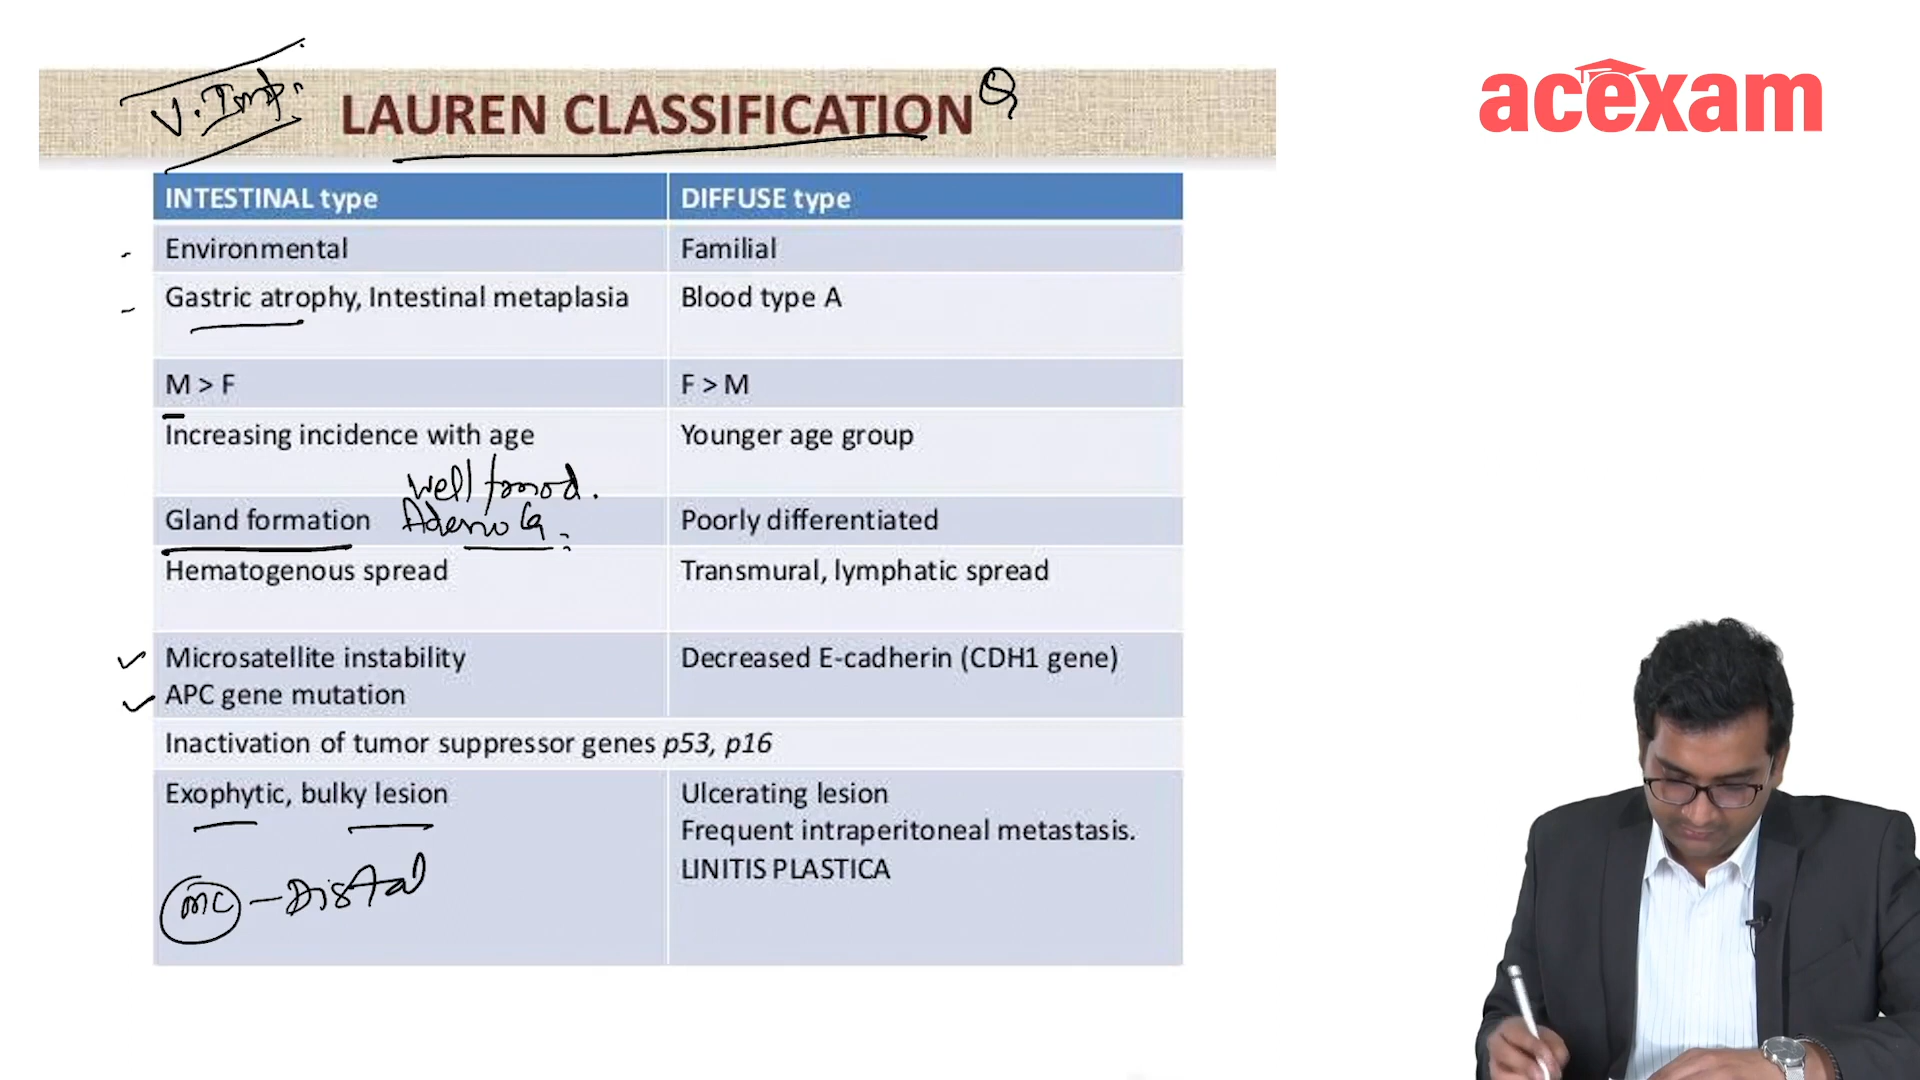 V. Imp.
LAUREN CLASSIFICATION Q
acexam
INTESTINAL type DIFFUSE type
Environmental Familial
Gastric atrophy, Intestinal metaplasia Blood type A
M > F F > M
Increasing incidence with age Younger age group
Well formed.
Gland formation Adeno Ca. Poorly differentiated
Hematogenous spread Transmural, lymphatic spread
Microsatellite instability Decreased E-cadherin (CDH1 gene)
APC gene mutation
Inactivation of tumor suppressor genes p53, p16
Exophytic, bulky lesion Ulcerating lesion
Frequent intraperitoneal metastasis.
LINITIS PLASTICA
mc - Distal